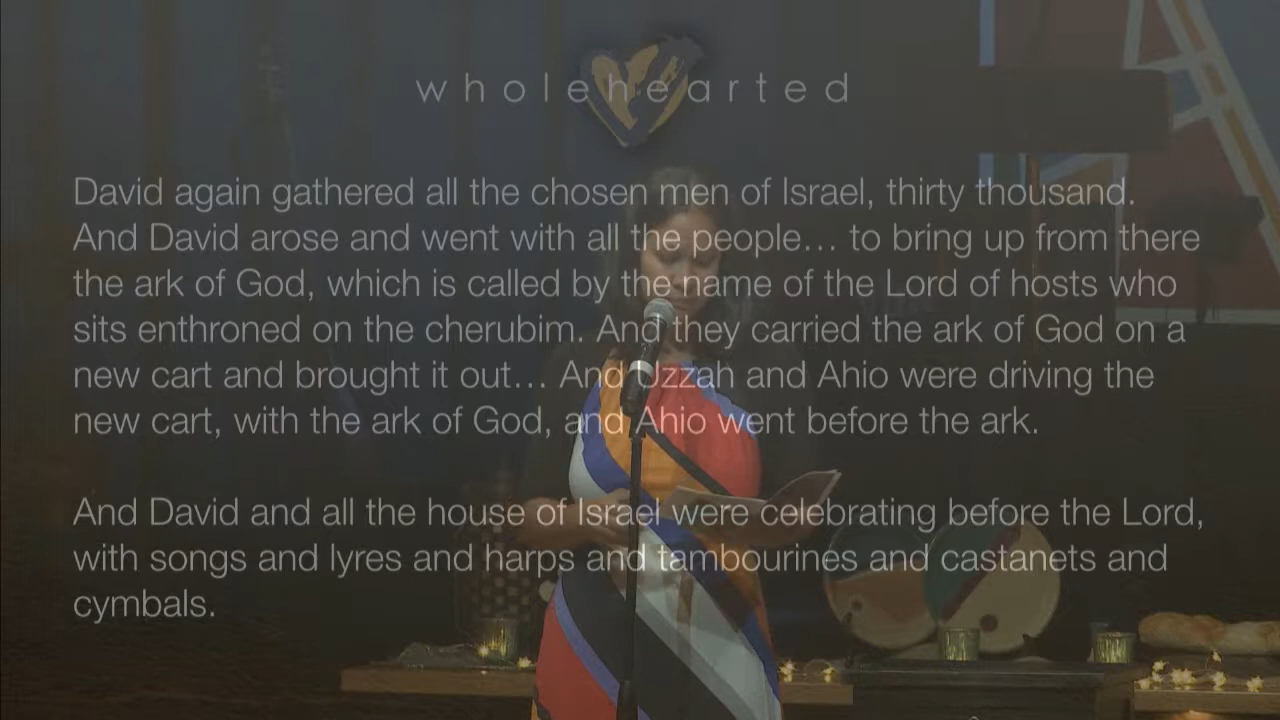 wholehearted
David again gathered all the chosen men of Israel, thirty thousand.
And David arose and went with all the people… to bring up from there
the ark of God, which is called by the name of the Lord of hosts who
sits enthroned on the cherubim. And they carried the ark of God on a
new cart and brought it out… And Uzzah and Ahio were driving the
new cart, with the ark of God, and Ahio went before the ark.
And David and all the house of Israel were celebrating before the Lord,
with songs and lyres and harps and tambourines and castanets and
cymbals.